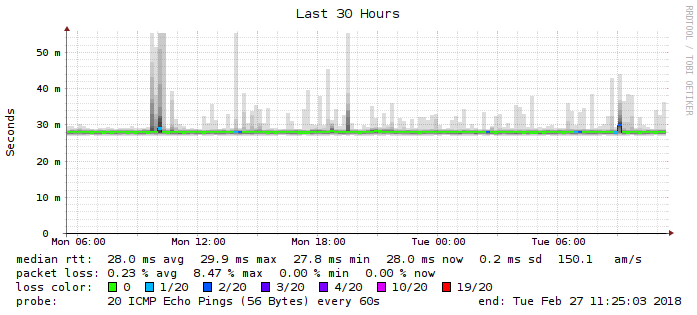 Last 30 Hours
RRDTOOL / TOBI OETIKER
Seconds
50 m
40 m
30 m
20 m
10 m
0
Mon 06:00 Mon 12:00 Mon 18:00 Tue 00:00 Tue 06:00
median rtt: 28.0 ms avg 29.9 ms max 27.8 ms min 28.0 ms now 0.2 ms sd 150.1 am/s
packet loss: 0.23 % avg 8.47 % max 0.00 % min 0.00 % now
loss color: 0 1/20 2/20 3/20 4/20 10/20 19/20
probe: 20 ICMP Echo Pings (56 Bytes) every 60s end: Tue Feb 27 11:25:03 2018